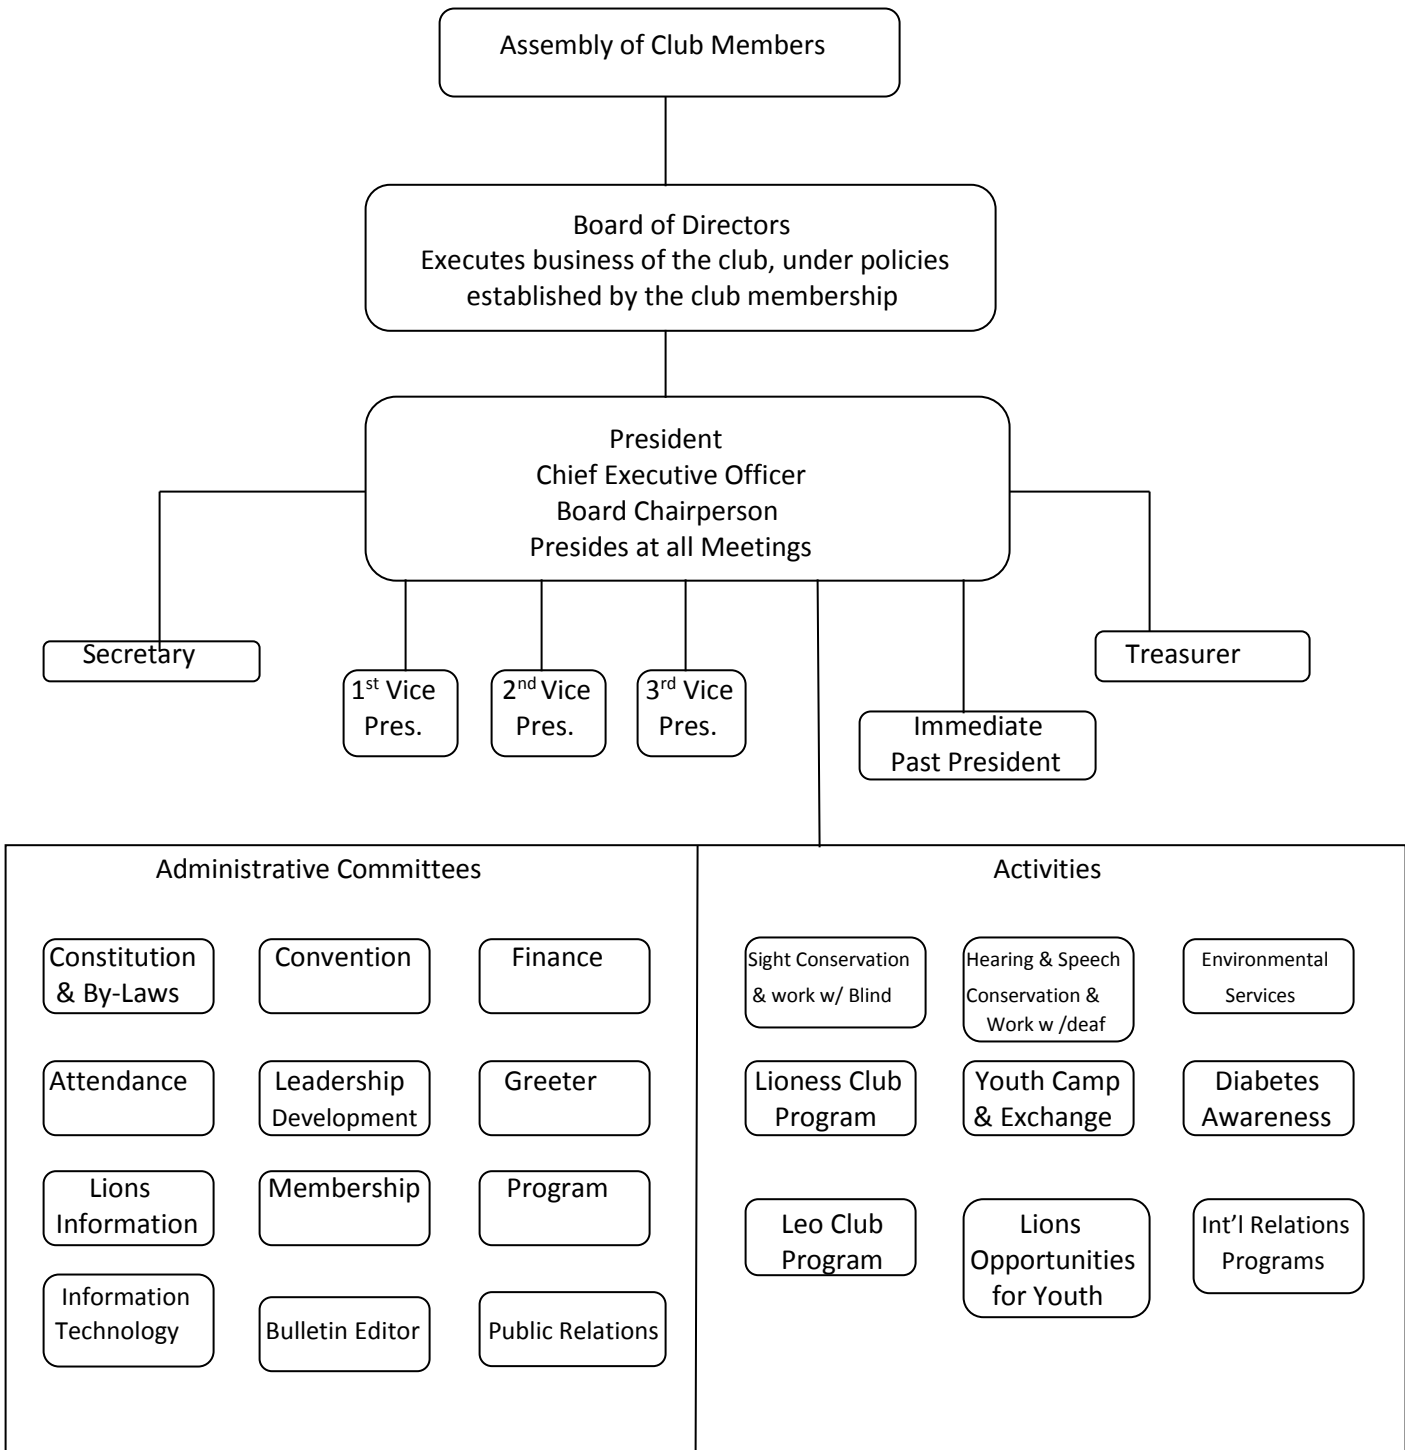 Assembly of Club Members
Board of Directors
Executes business of the club, under policies
established by the club membership
President
Chief Executive Officer
Board Chairperson
Presides at all Meetings
Secretary
Treasurer
1st Vice
Pres.
2nd Vice
Pres.
3rd Vice
Pres.
Immediate
Past President
Administrative Committees
Constitution
& By-Laws
Convention
Finance
Attendance
Leadership
Development
Greeter
Lions
Information
Membership
Program
Information
Technology
Bulletin Editor
Public Relations
Activities
Sight Conservation
& work w/ Blind
Hearing & Speech
Conservation &
Work w /deaf
Environmental
Services
Lioness Club
Program
Youth Camp
& Exchange
Diabetes
Awareness
Leo Club
Program
Lions
Opportunities
for Youth
Int’l Relations
Programs